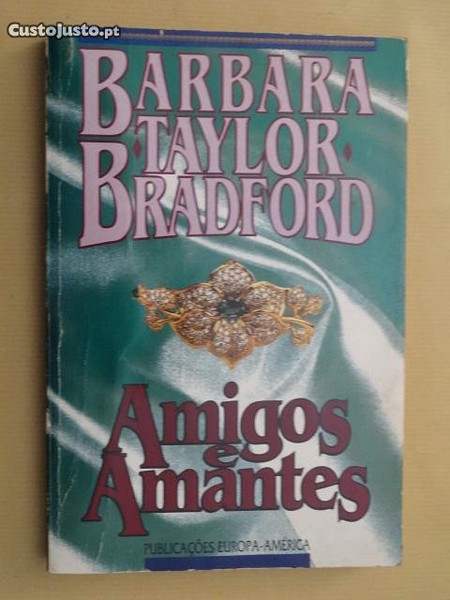 CustoJusto.pt
BARBARA
TAYLOR
BRADFORD
Amigos
e
Amantes
PUBLICAÇÕES EUROPA-AMÉRICA